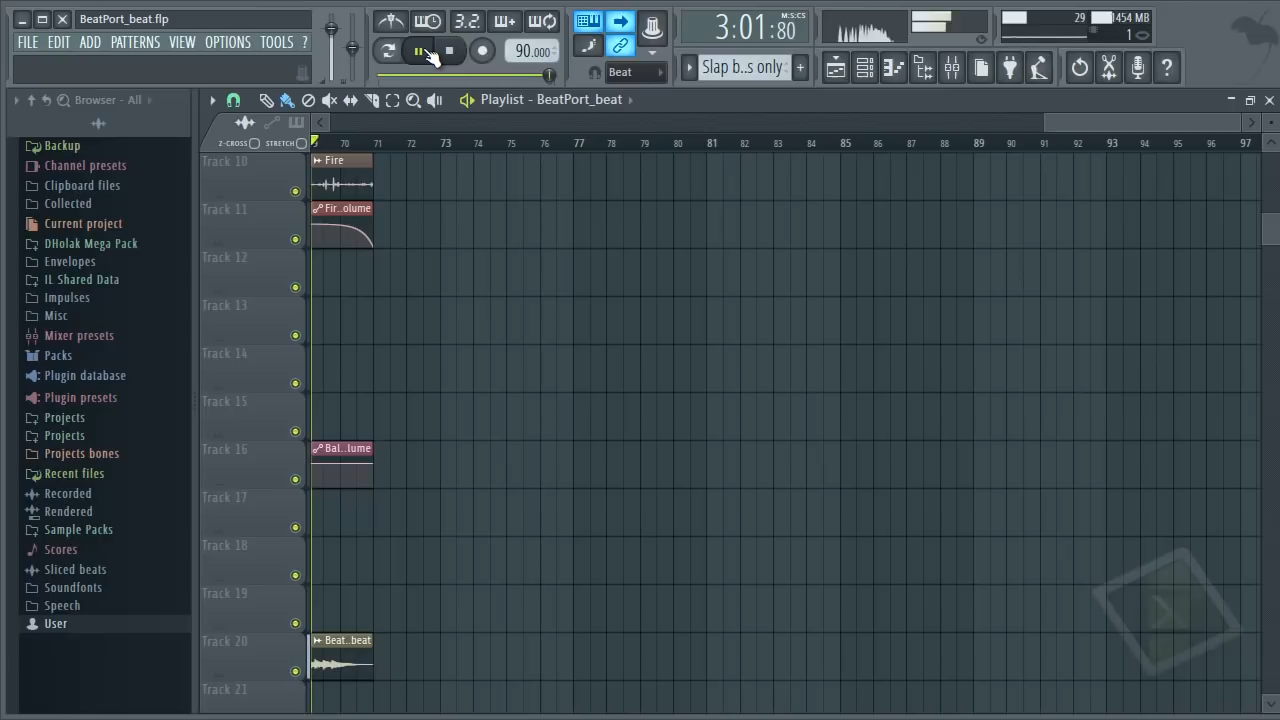 BeatPort_beat.flp
FILE EDIT ADD PATTERNS VIEW OPTIONS TOOLS ?
3.2.
90.000
Beat
3:01:80
M:S:CS
Slap b..s only
29
1454 MB
1
Browser - All
Playlist - BeatPort_beat
Z-CROSS STRETCH
70 71 72 73 74 75 76 77 78 79 80 81 82 83 84 85 86 87 88 89 90 91 92 93 94 95 96 97
Backup
Channel presets
Clipboard files
Collected
Current project
DHolak Mega Pack
Envelopes
IL Shared Data
Impulses
Misc
Mixer presets
Packs
Plugin database
Plugin presets
Projects
Projects
Projects bones
Recent files
Recorded
Rendered
Sample Packs
Scores
Sliced beats
Soundfonts
Speech
User
Track 10
Fire
Track 11
Fir..olume
Track 12
Track 13
Track 14
Track 15
Track 16
Bal..lume
Track 17
Track 18
Track 19
Track 20
Beat..beat
Track 21